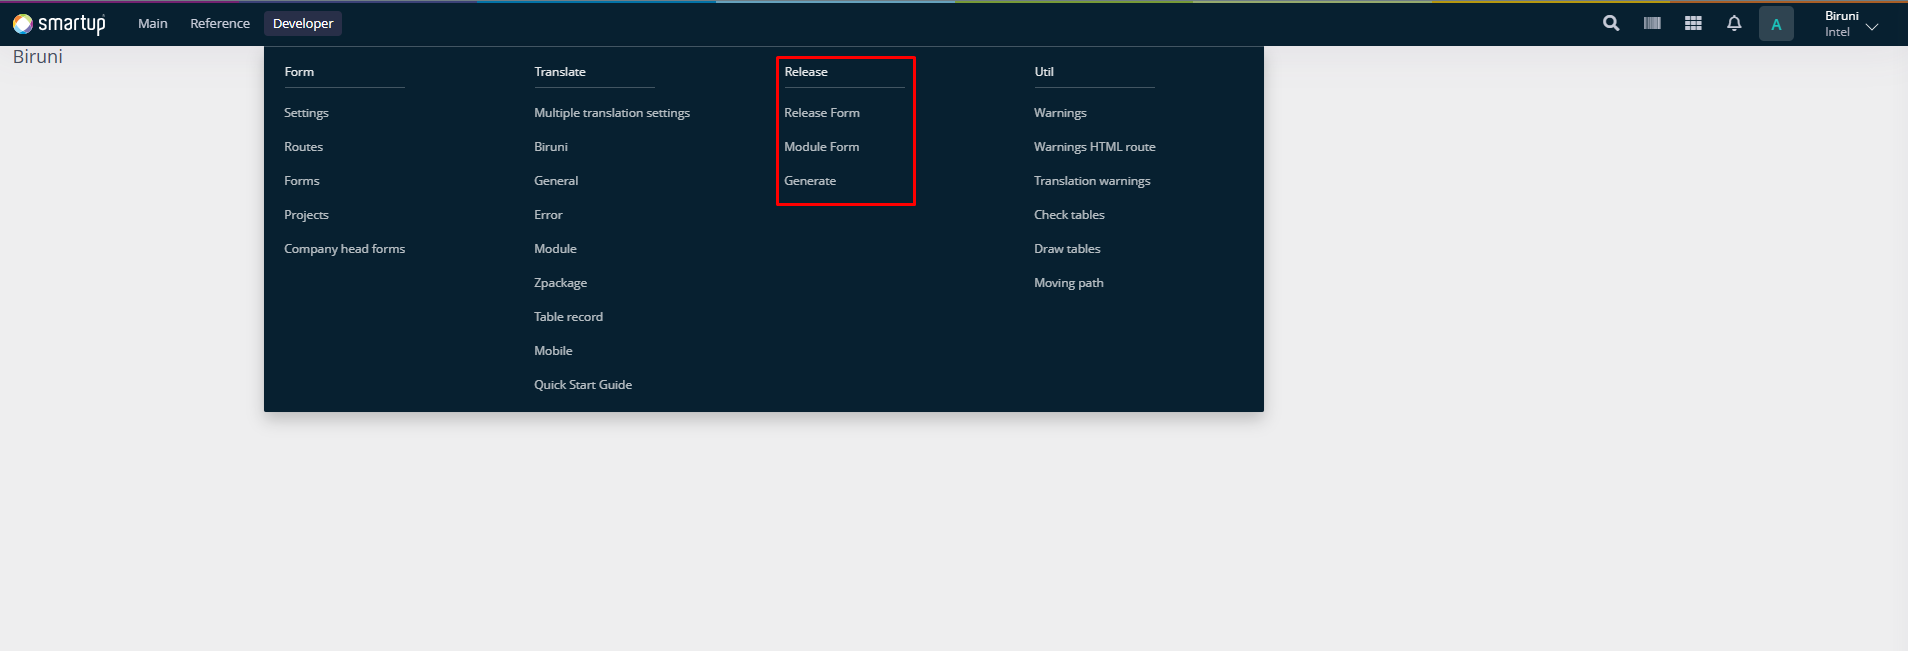 smartup Main Reference Developer A Biruni
Intel
Biruni
Form
Settings
Routes
Forms
Projects
Company head forms
Translate
Multiple translation settings
Biruni
General
Error
Module
Zpackage
Table record
Mobile
Quick Start Guide
Release
Release Form
Module Form
Generate
Util
Warnings
Warnings HTML route
Translation warnings
Check tables
Draw tables
Moving path